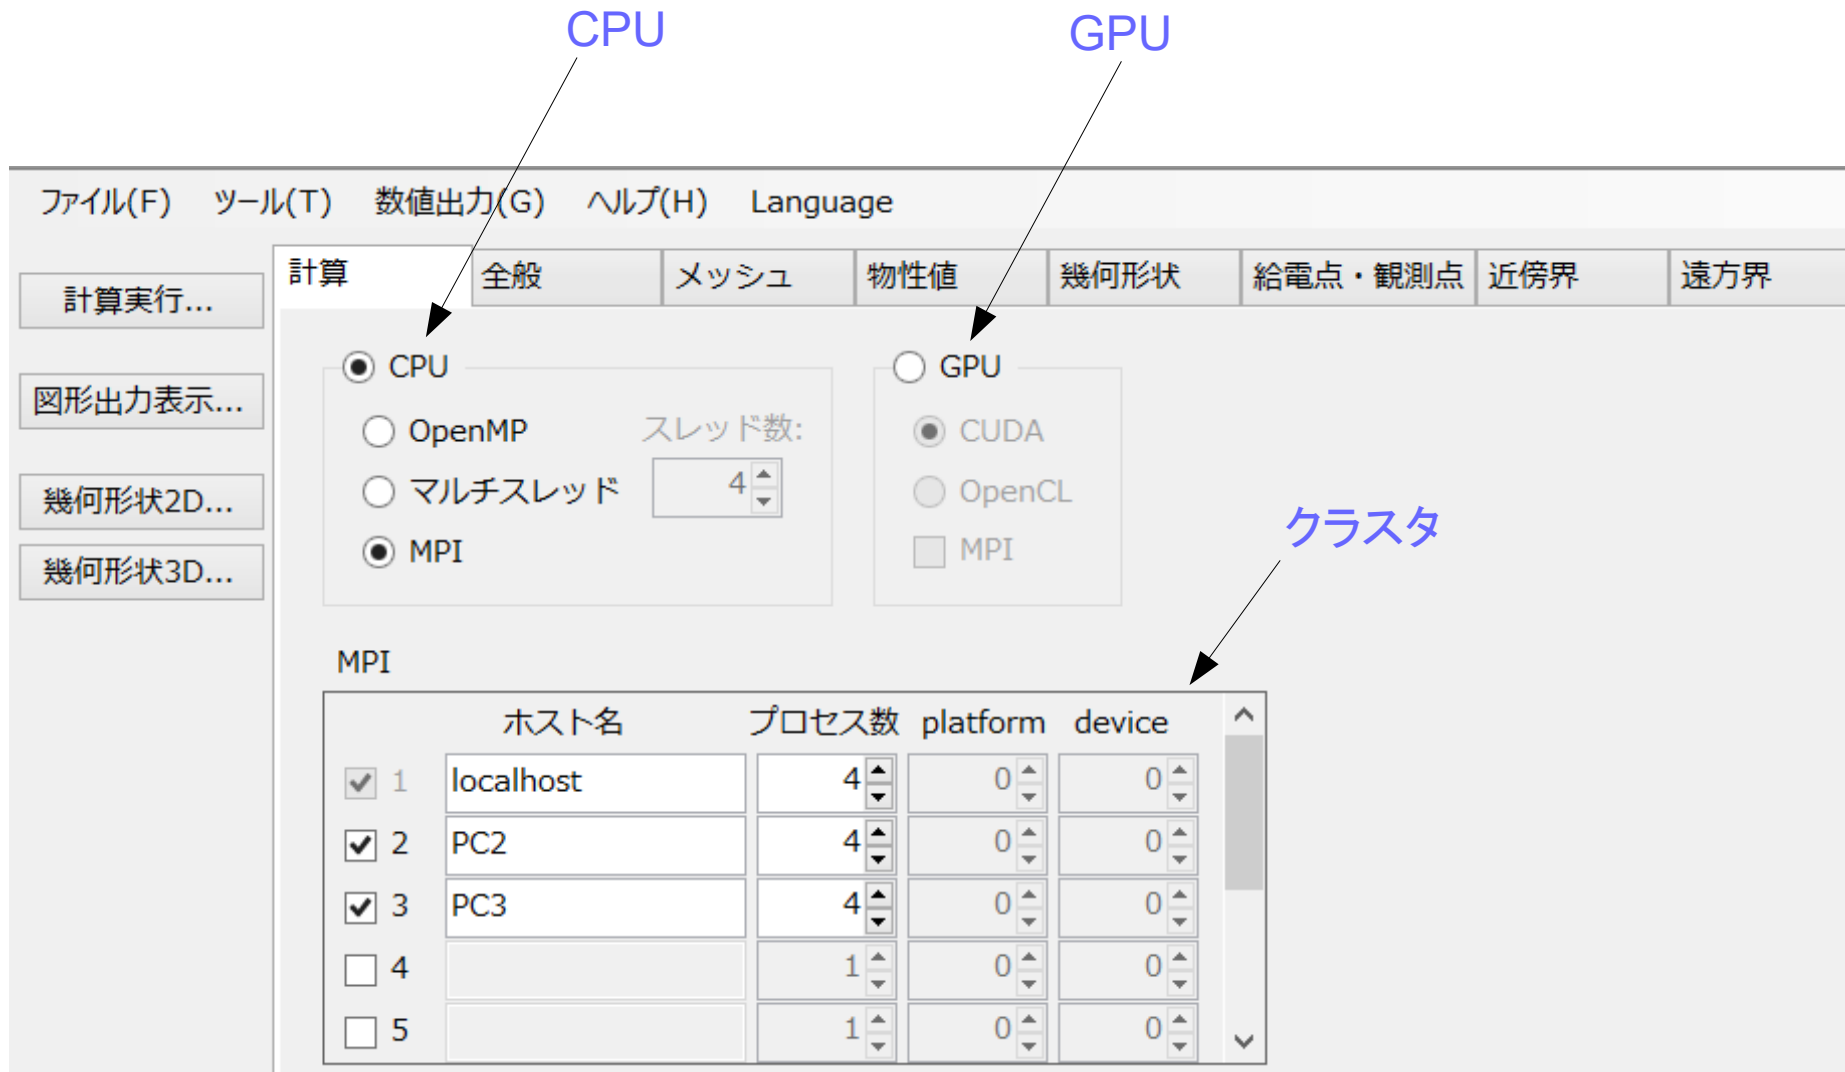 CPU GPU
ファイル(F) ツール(T) 数値出力(G) ヘルプ(H) Language
計算 全般 メッシュ 物性値 幾何形状 給電点・観測点 近傍界 遠方界
計算実行...
図形出力表示...
幾何形状2D...
幾何形状3D...
CPU
OpenMP スレッド数:
マルチスレッド 4
MPI
GPU
CUDA
OpenCL
MPI
クラスタ
MPI
ホスト名 プロセス数 platform device
1 localhost 4 0 0
2 PC2 4 0 0
3 PC3 4 0 0
4 1 0 0
5 1 0 0